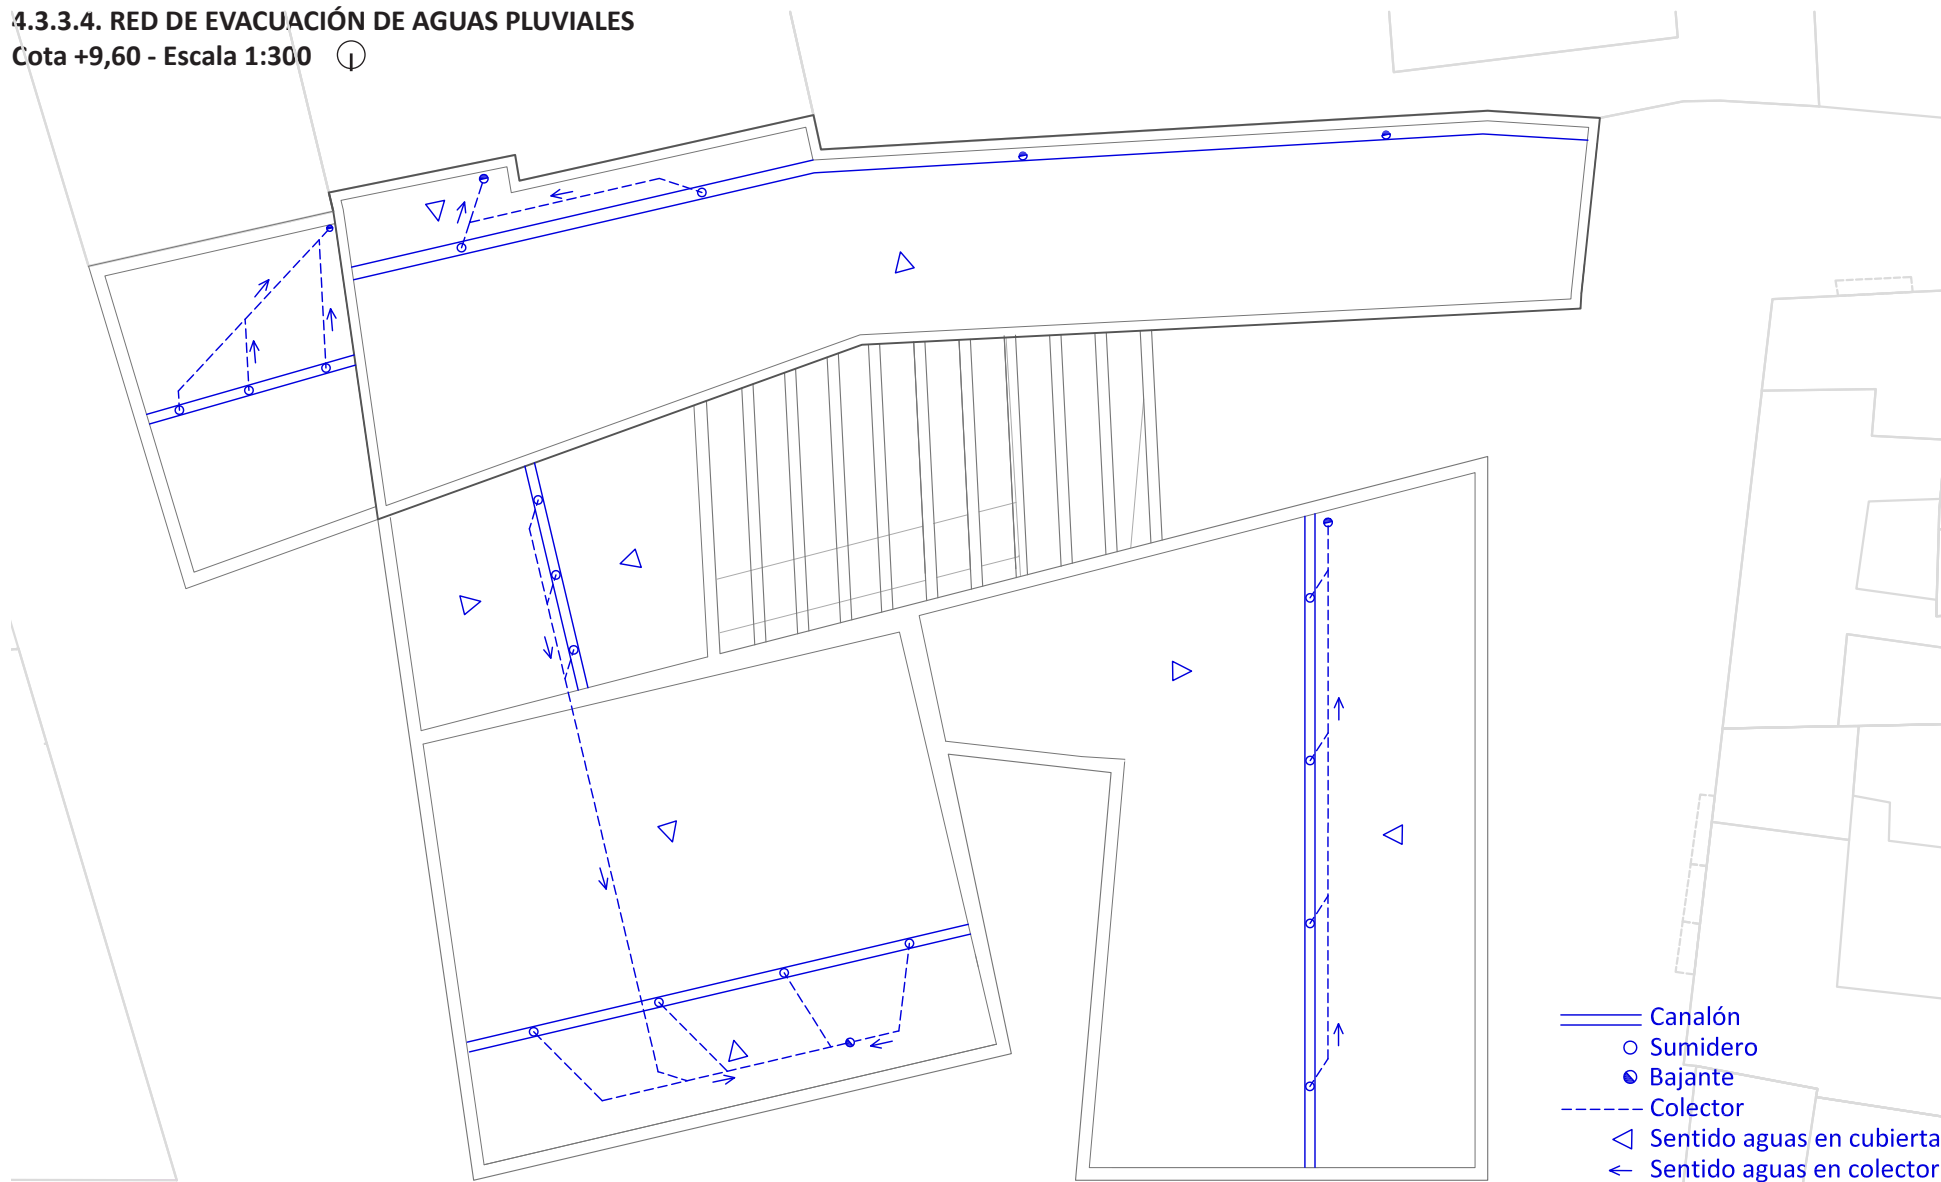 4.3.3.4. RED DE EVACUACIÓN DE AGUAS PLUVIALES
Cota +9,60 - Escala 1:300
Canalón
Sumidero
Bajante
Colector
Sentido aguas en cubierta
Sentido aguas en colector